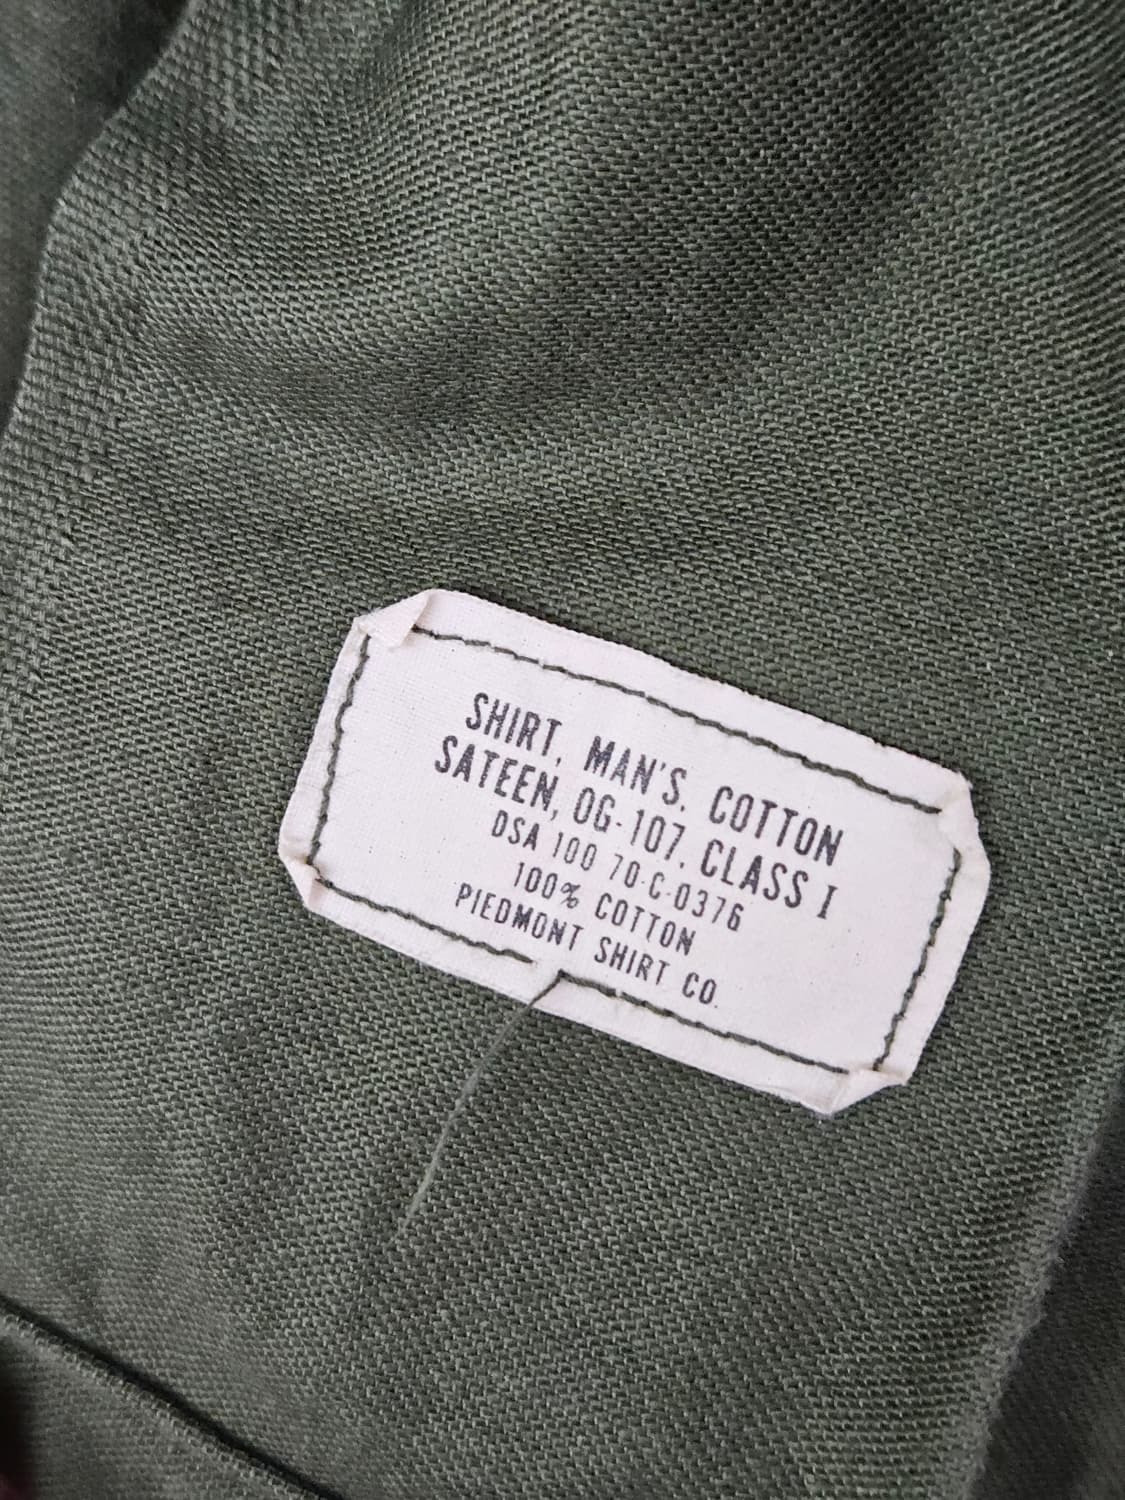 SHIRT, MAN'S, COTTON
SATEEN, OG-107, CLASS I
DSA 100 70-C-0376
100% COTTON
PIEDMONT SHIRT CO.